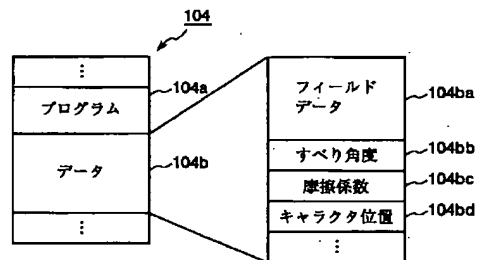 104
⋮
プログラム
104a
データ
104b
⋮
フィールド
データ
104ba
すべり角度
104bb
摩擦係数
104bc
キャラクタ位置
104bd
⋮